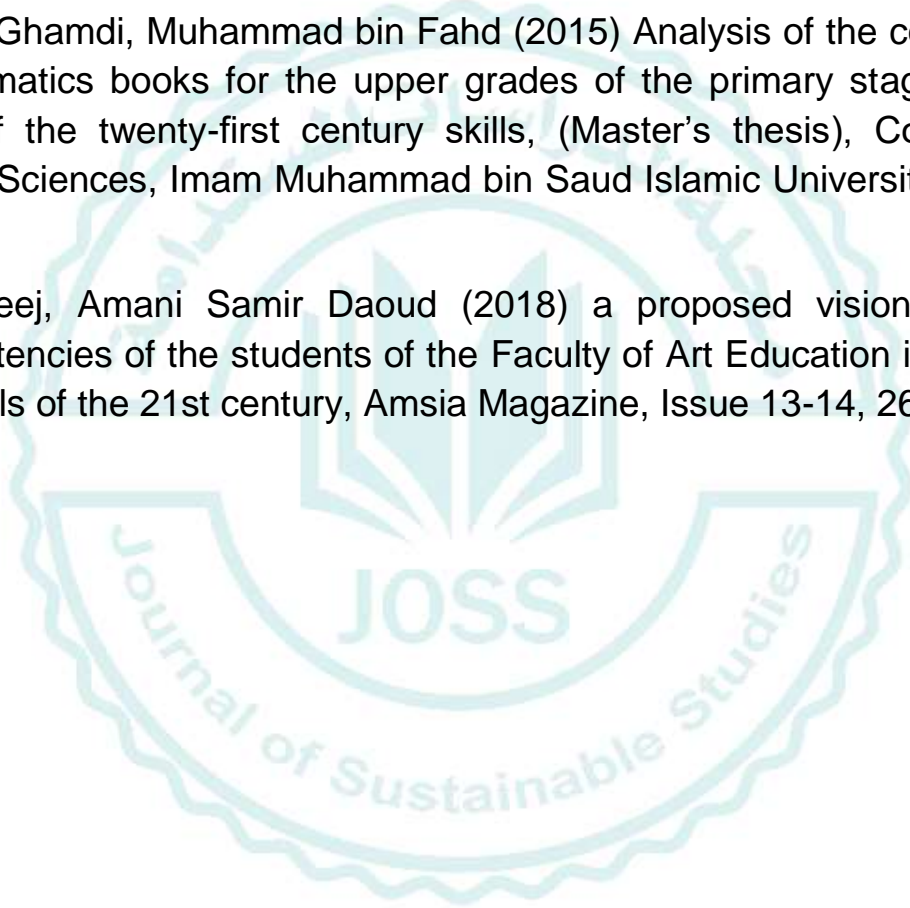 Ghamdi, Muhammad bin Fahd (2015) Analysis of the co
matics books for the upper grades of the primary stag
f the twenty-first century skills, (Master’s thesis), Co
Sciences, Imam Muhammad bin Saud Islamic Universit
eej, Amani Samir Daoud (2018) a proposed vision
tencies of the students of the Faculty of Art Education i
ls of the 21st century, Amsia Magazine, Issue 13-14, 26
JOSS
Journal of Sustainable Studies